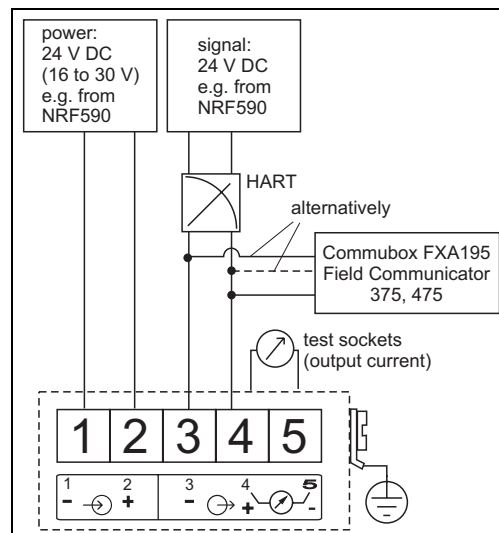 power:
24 V DC
(16 to 30 V)
e.g. from
NRF590
signal:
24 V DC
e.g. from
NRF590
HART
alternatively
Commubox FXA195
Field Communicator
375, 475
test sockets
(output current)
1 2 3 4 5
1 2 3 4 5
- + - + -